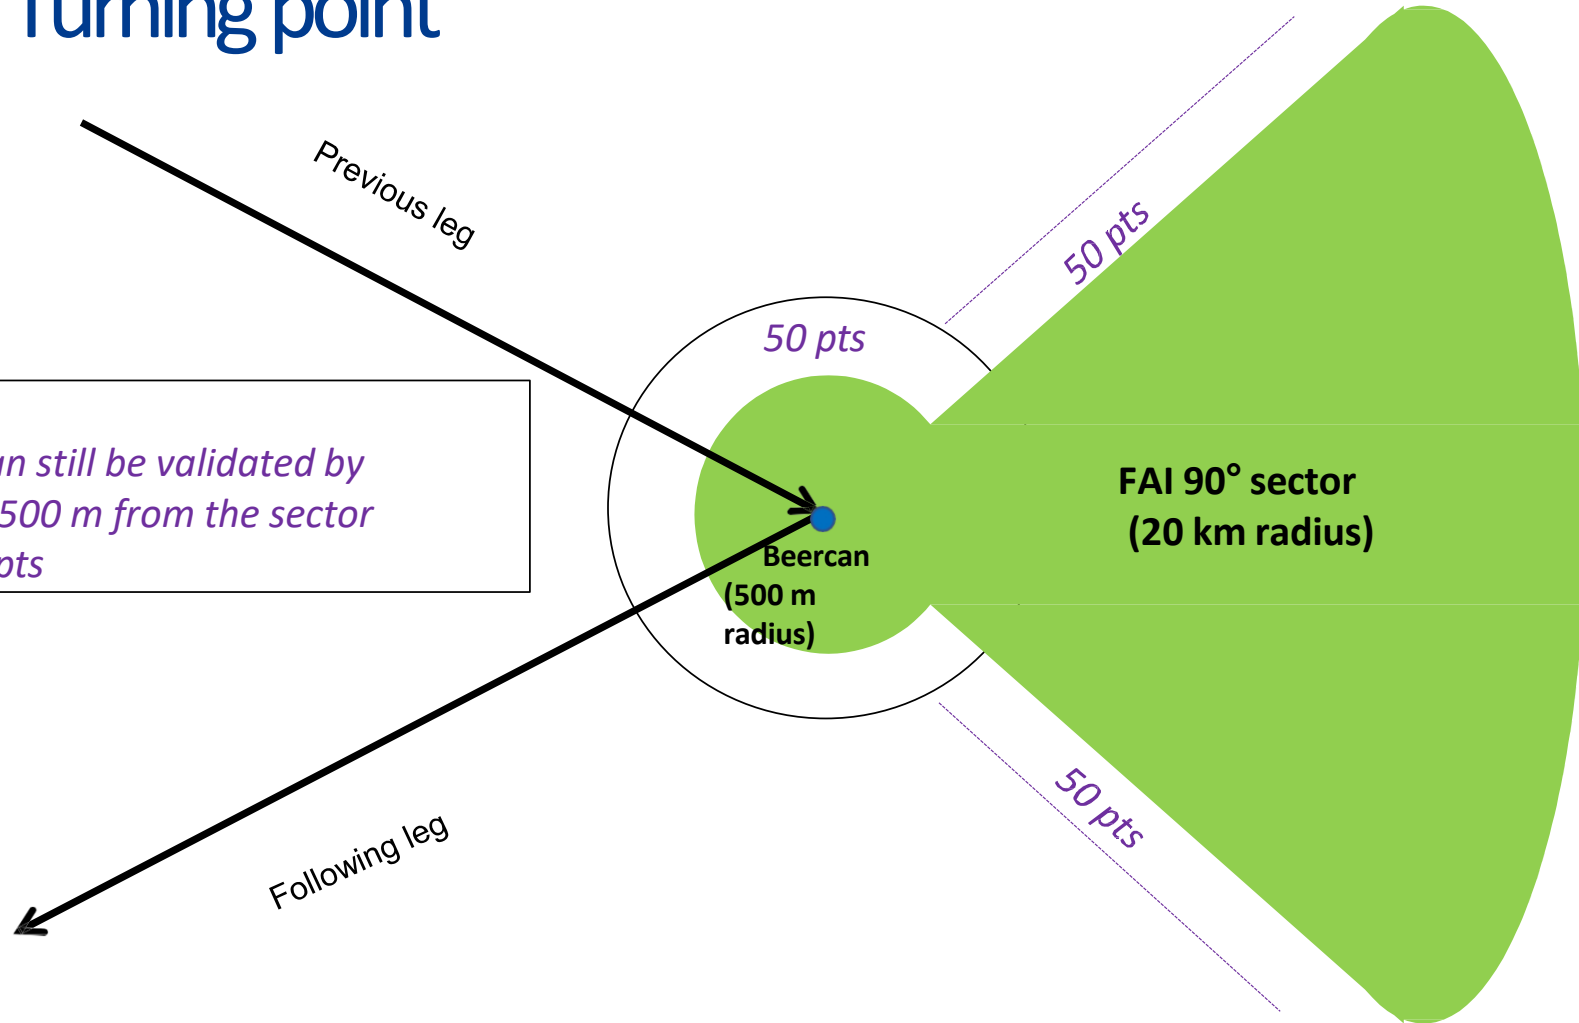 Turning point
Previous leg
50 pts
50 pts
still be validated by
500 m from the sector
pts
FAI 90° sector
(20 km radius)
Beercan
(500 m
radius)
50 pts
Following leg